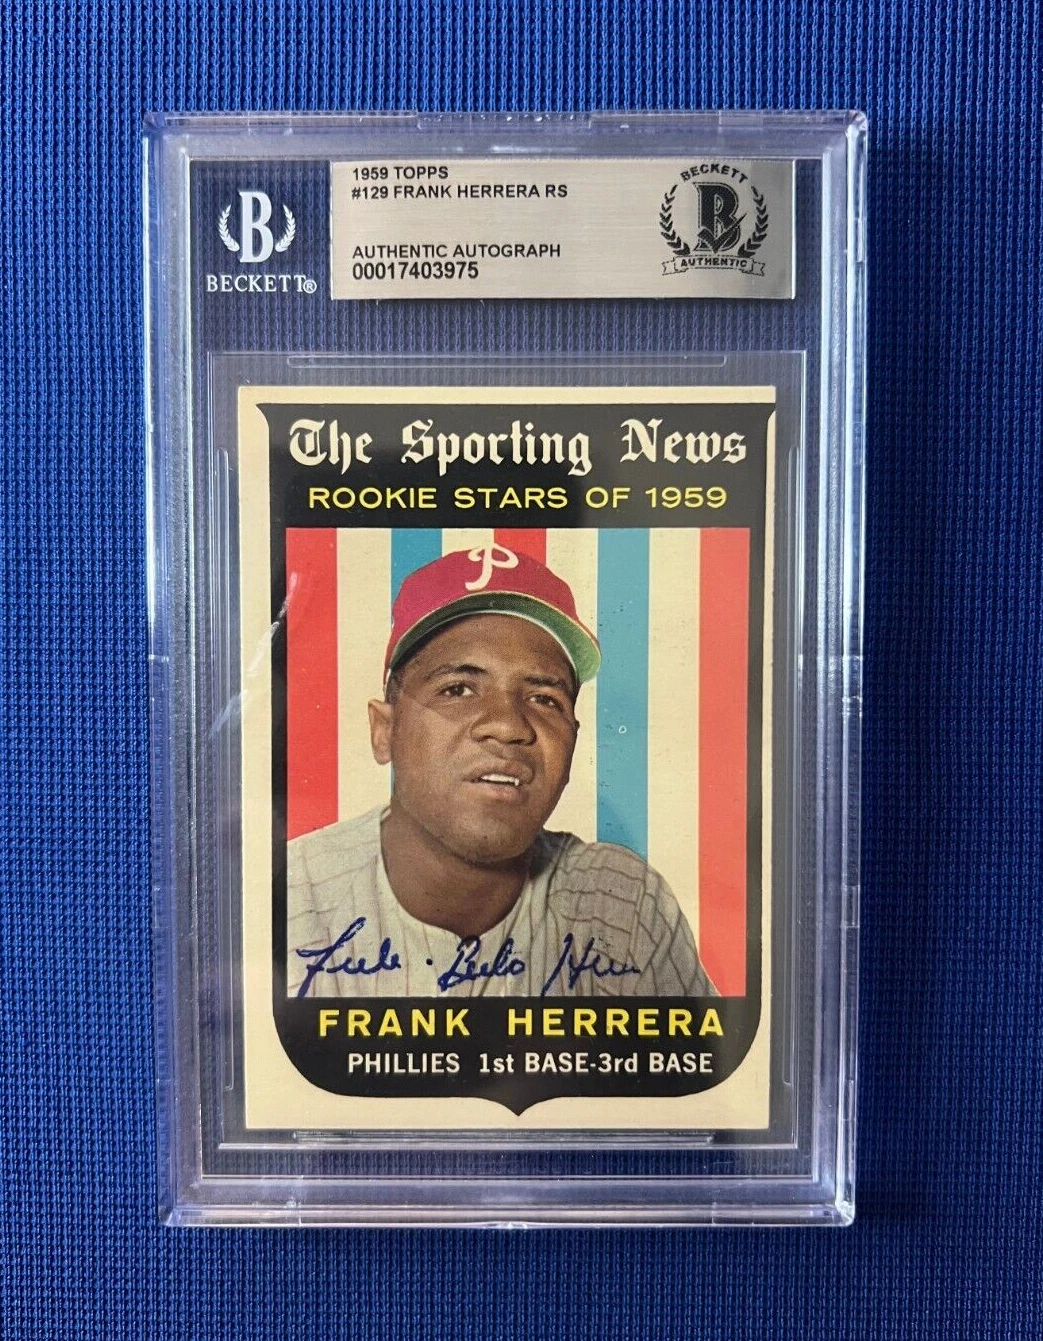 1959 TOPPS
#129 FRANK HERRERA RS
AUTHENTIC AUTOGRAPH
00017403975
B
BECKETT®
BECKETT
B
AUTHENTIC
The Sporting News
ROOKIE STARS OF 1959
P
FRANK HERRERA
PHILLIES 1st BASE-3rd BASE